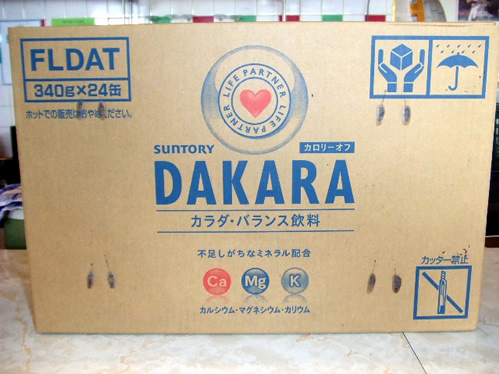 FLDAT
340g×24缶
ホットでの販売はおやめください。
LIFE PARTNER LIFE PARTNER
SUNTORY
カロリーオフ
DAKARA
カラダ・バランス飲料
不足しがちなミネラル配合
Ca Mg K
カルシウム・マグネシウム・カリウム
カッター禁止